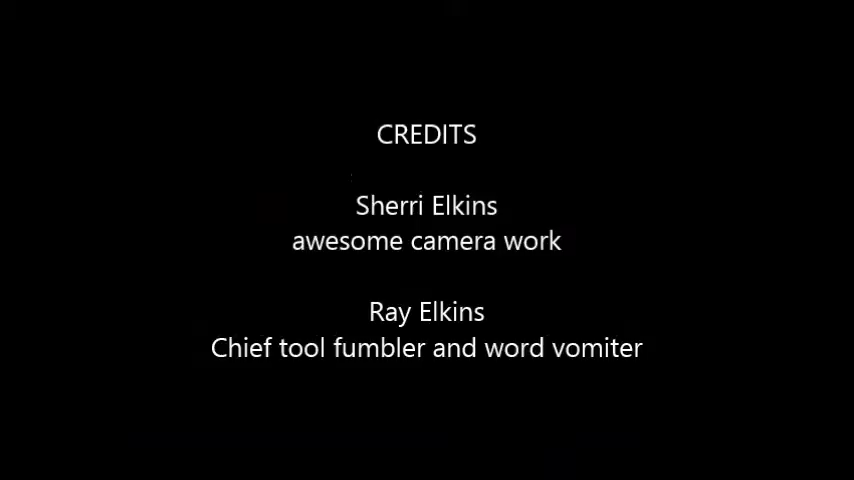 CREDITS
Sherri Elkins
awesome camera work
Ray Elkins
Chief tool fumbler and word vomiter